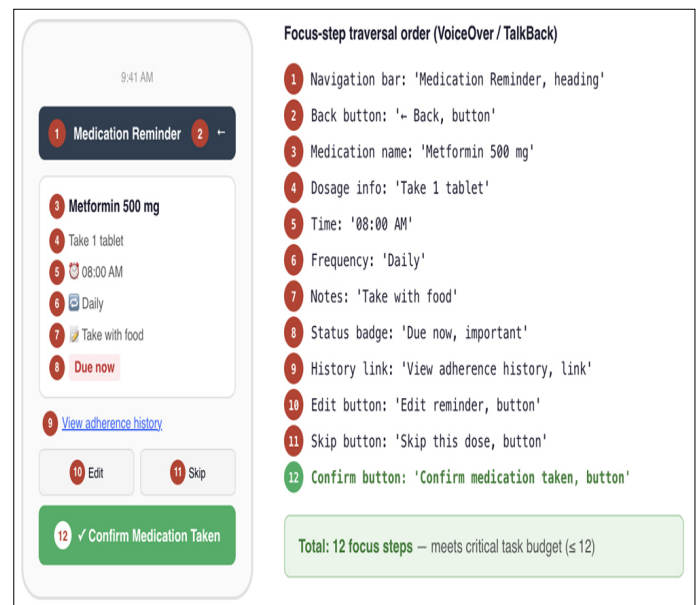 9:41 AM
1 Medication Reminder 2 ←
3 Metformin 500 mg
4 Take 1 tablet
5 ⏰ 08:00 AM
6 🔁 Daily
7 📝 Take with food
8 Due now
9 View adherence history
10 Edit
11 Skip
12 ✓ Confirm Medication Taken
Focus-step traversal order (VoiceOver / TalkBack)
1 Navigation bar: 'Medication Reminder, heading'
2 Back button: '← Back, button'
3 Medication name: 'Metformin 500 mg'
4 Dosage info: 'Take 1 tablet'
5 Time: '08:00 AM'
6 Frequency: 'Daily'
7 Notes: 'Take with food'
8 Status badge: 'Due now, important'
9 History link: 'View adherence history, link'
10 Edit button: 'Edit reminder, button'
11 Skip button: 'Skip this dose, button'
12 Confirm button: 'Confirm medication taken, button'
Total: 12 focus steps — meets critical task budget (≤ 12)